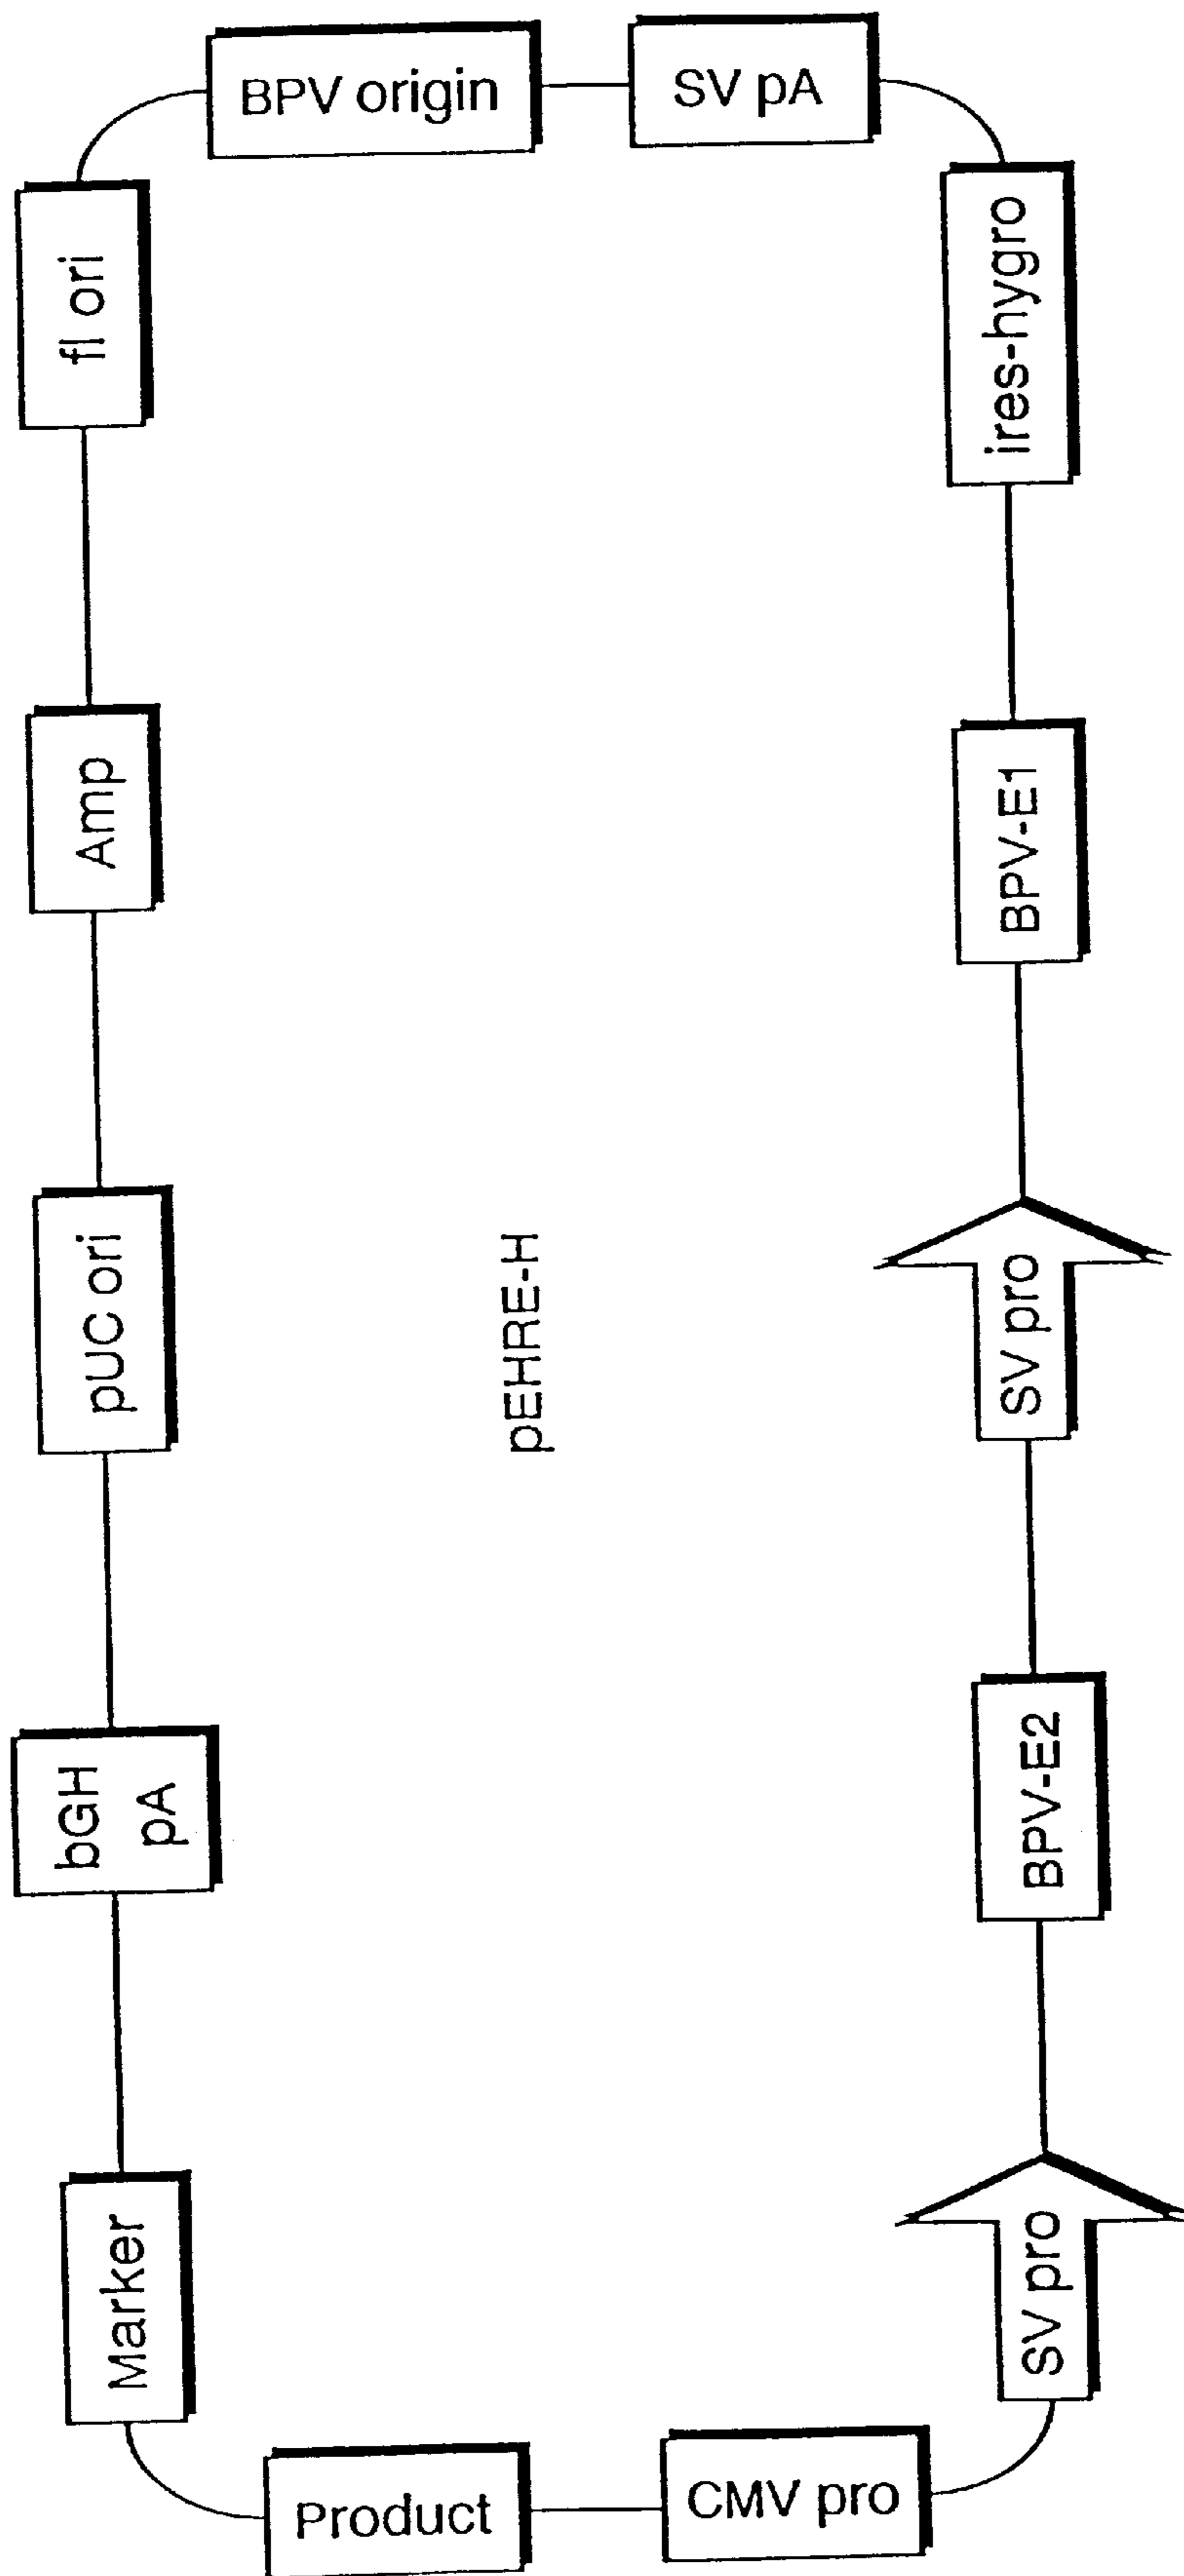 BPV origin
SV pA
fl ori
ires-hygro
Amp
BPV-E1
pUC ori
pEHRE-H
SV pro
bGH
pA
BPV-E2
Marker
SV pro
Product
CMV pro